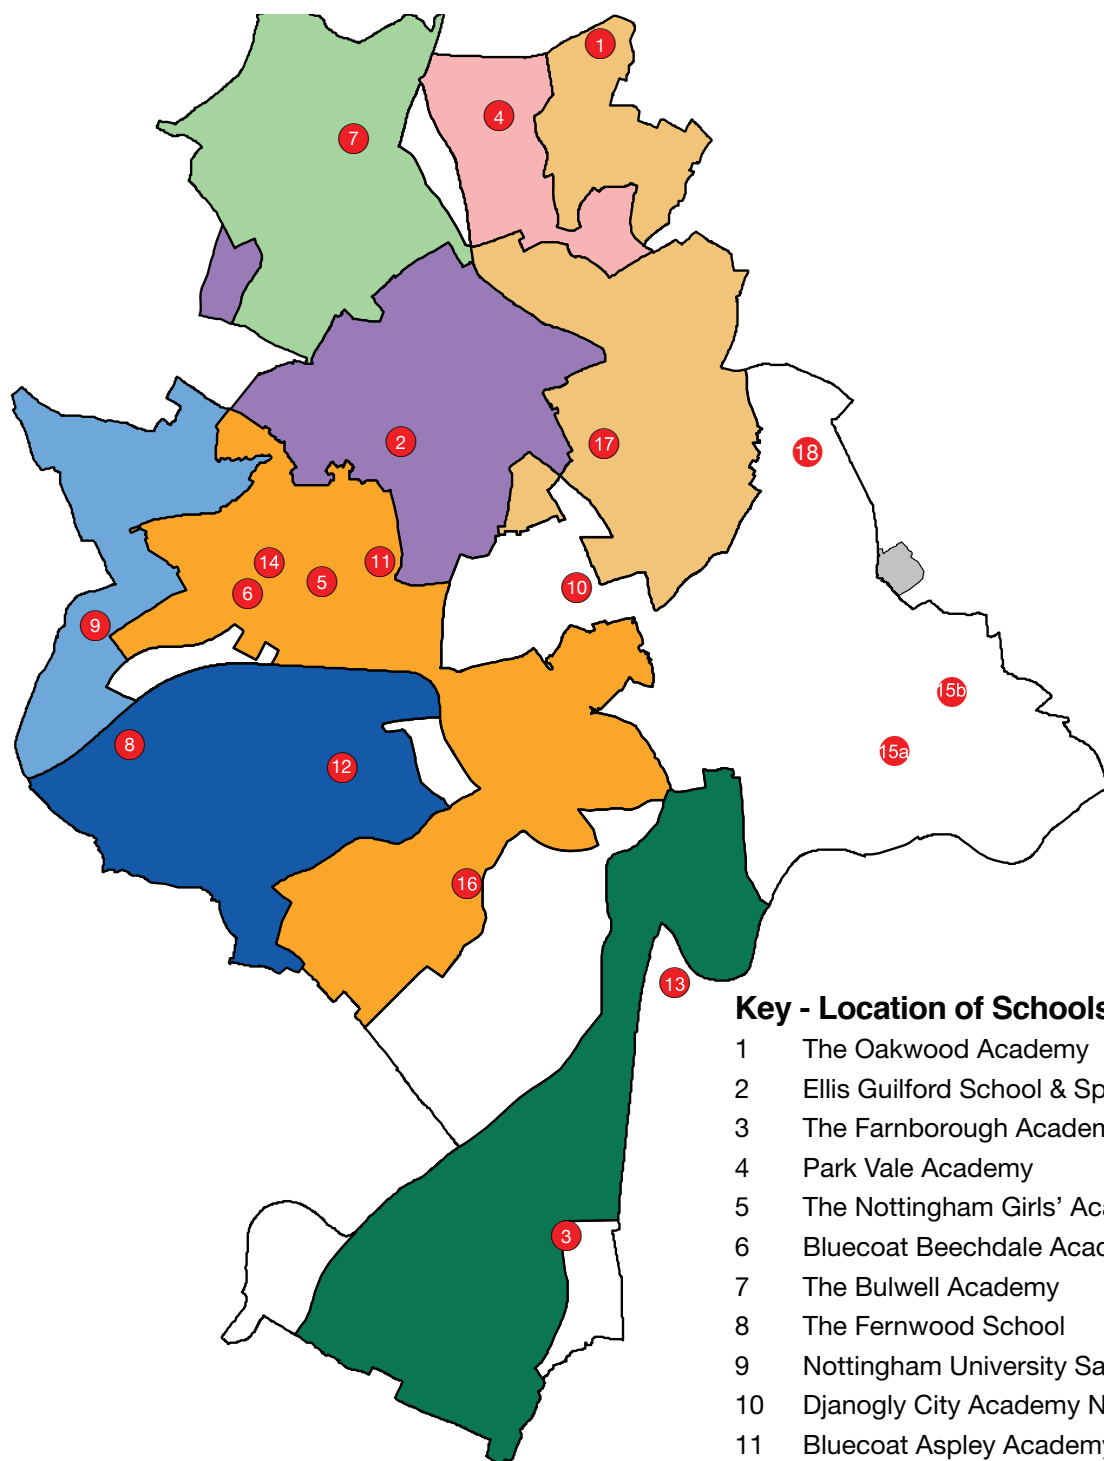 1
4
7
2
17
18
14
11
5
6
10
9
15b
8
15a
12
16
13
Key - Location of Schools
1 The Oakwood Academy
2 Ellis Guilford School & Sp
3 The Farnborough Academ
4 Park Vale Academy
5 The Nottingham Girls’ Aca
3
6 Bluecoat Beechdale Acad
7 The Bulwell Academy
8 The Fernwood School
9 Nottingham University Sa
10 Djanogly City Academy N
11 Bluecoat Aspley Academy